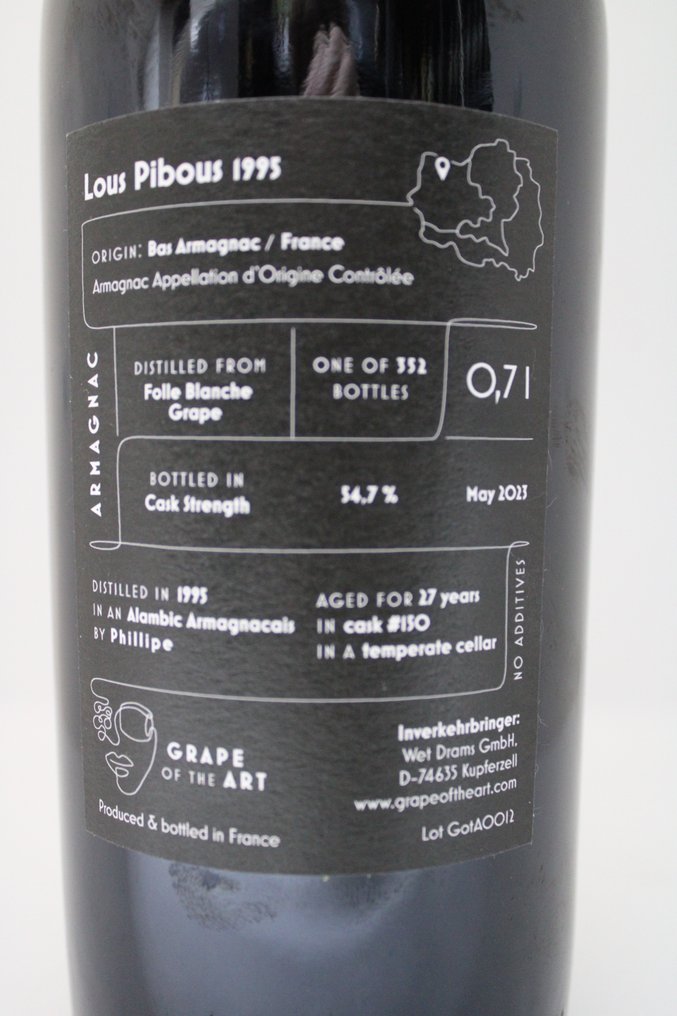 Lous Pibous 1995
ORIGIN: Bas Armagnac / France
Armagnac Appellation d'Origine Contrôlée
ARMAGNAC
DISTILLED FROM
Folle Blanche
Grape
ONE OF 352
BOTTLES
0,7 l
BOTTLED IN
Cask Strength
54,7 %
May 2023
DISTILLED IN 1995
IN AN Alambic Armagnacais
BY Phillipe
AGED FOR 27 years
IN cask #150
IN A temperate cellar
NO ADDITIVES
GRAPE
OF THE ART
Produced & bottled in France
Inverkehrbringer:
Wet Drams GmbH,
D-74635 Kupferzell
www.grapeoftheart.com
Lot GotA0012